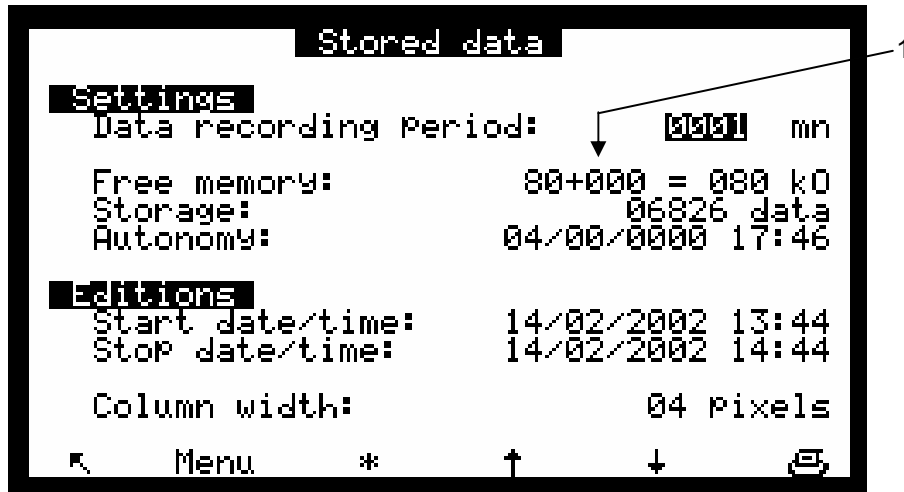 Stored data
1
Settings
Data recording period: 0001 mn
Free memory: 80+000 = 080 kO
Storage: 06826 data
Autonomy: 04/00/0000 17:46
Editions
Start date/time: 14/02/2002 13:44
Stop date/time: 14/02/2002 14:44
Column width: 04 pixels
↖ Menu * ↑ ↓